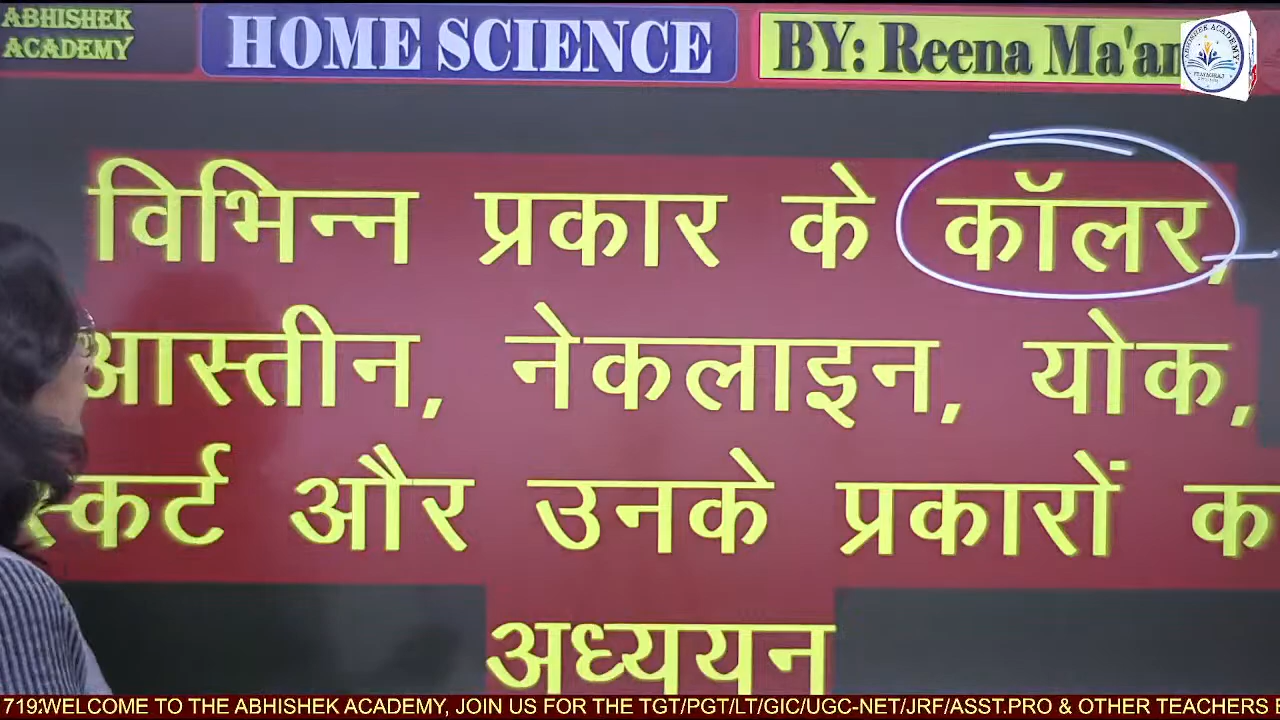 ABHISHEK
ACADEMY
HOME SCIENCE
BY: Reena Ma'am
विभिन्न प्रकार के कॉलर,
आस्तीन, नेकलाइन, योक,
स्कर्ट और उनके प्रकारों क
अध्ययन
719 WELCOME TO THE ABHISHEK ACADEMY, JOIN US FOR THE TGT/PGT/LT/GIC/UGC-NET/JRF/ASST.PRO & OTHER TEACHERS E